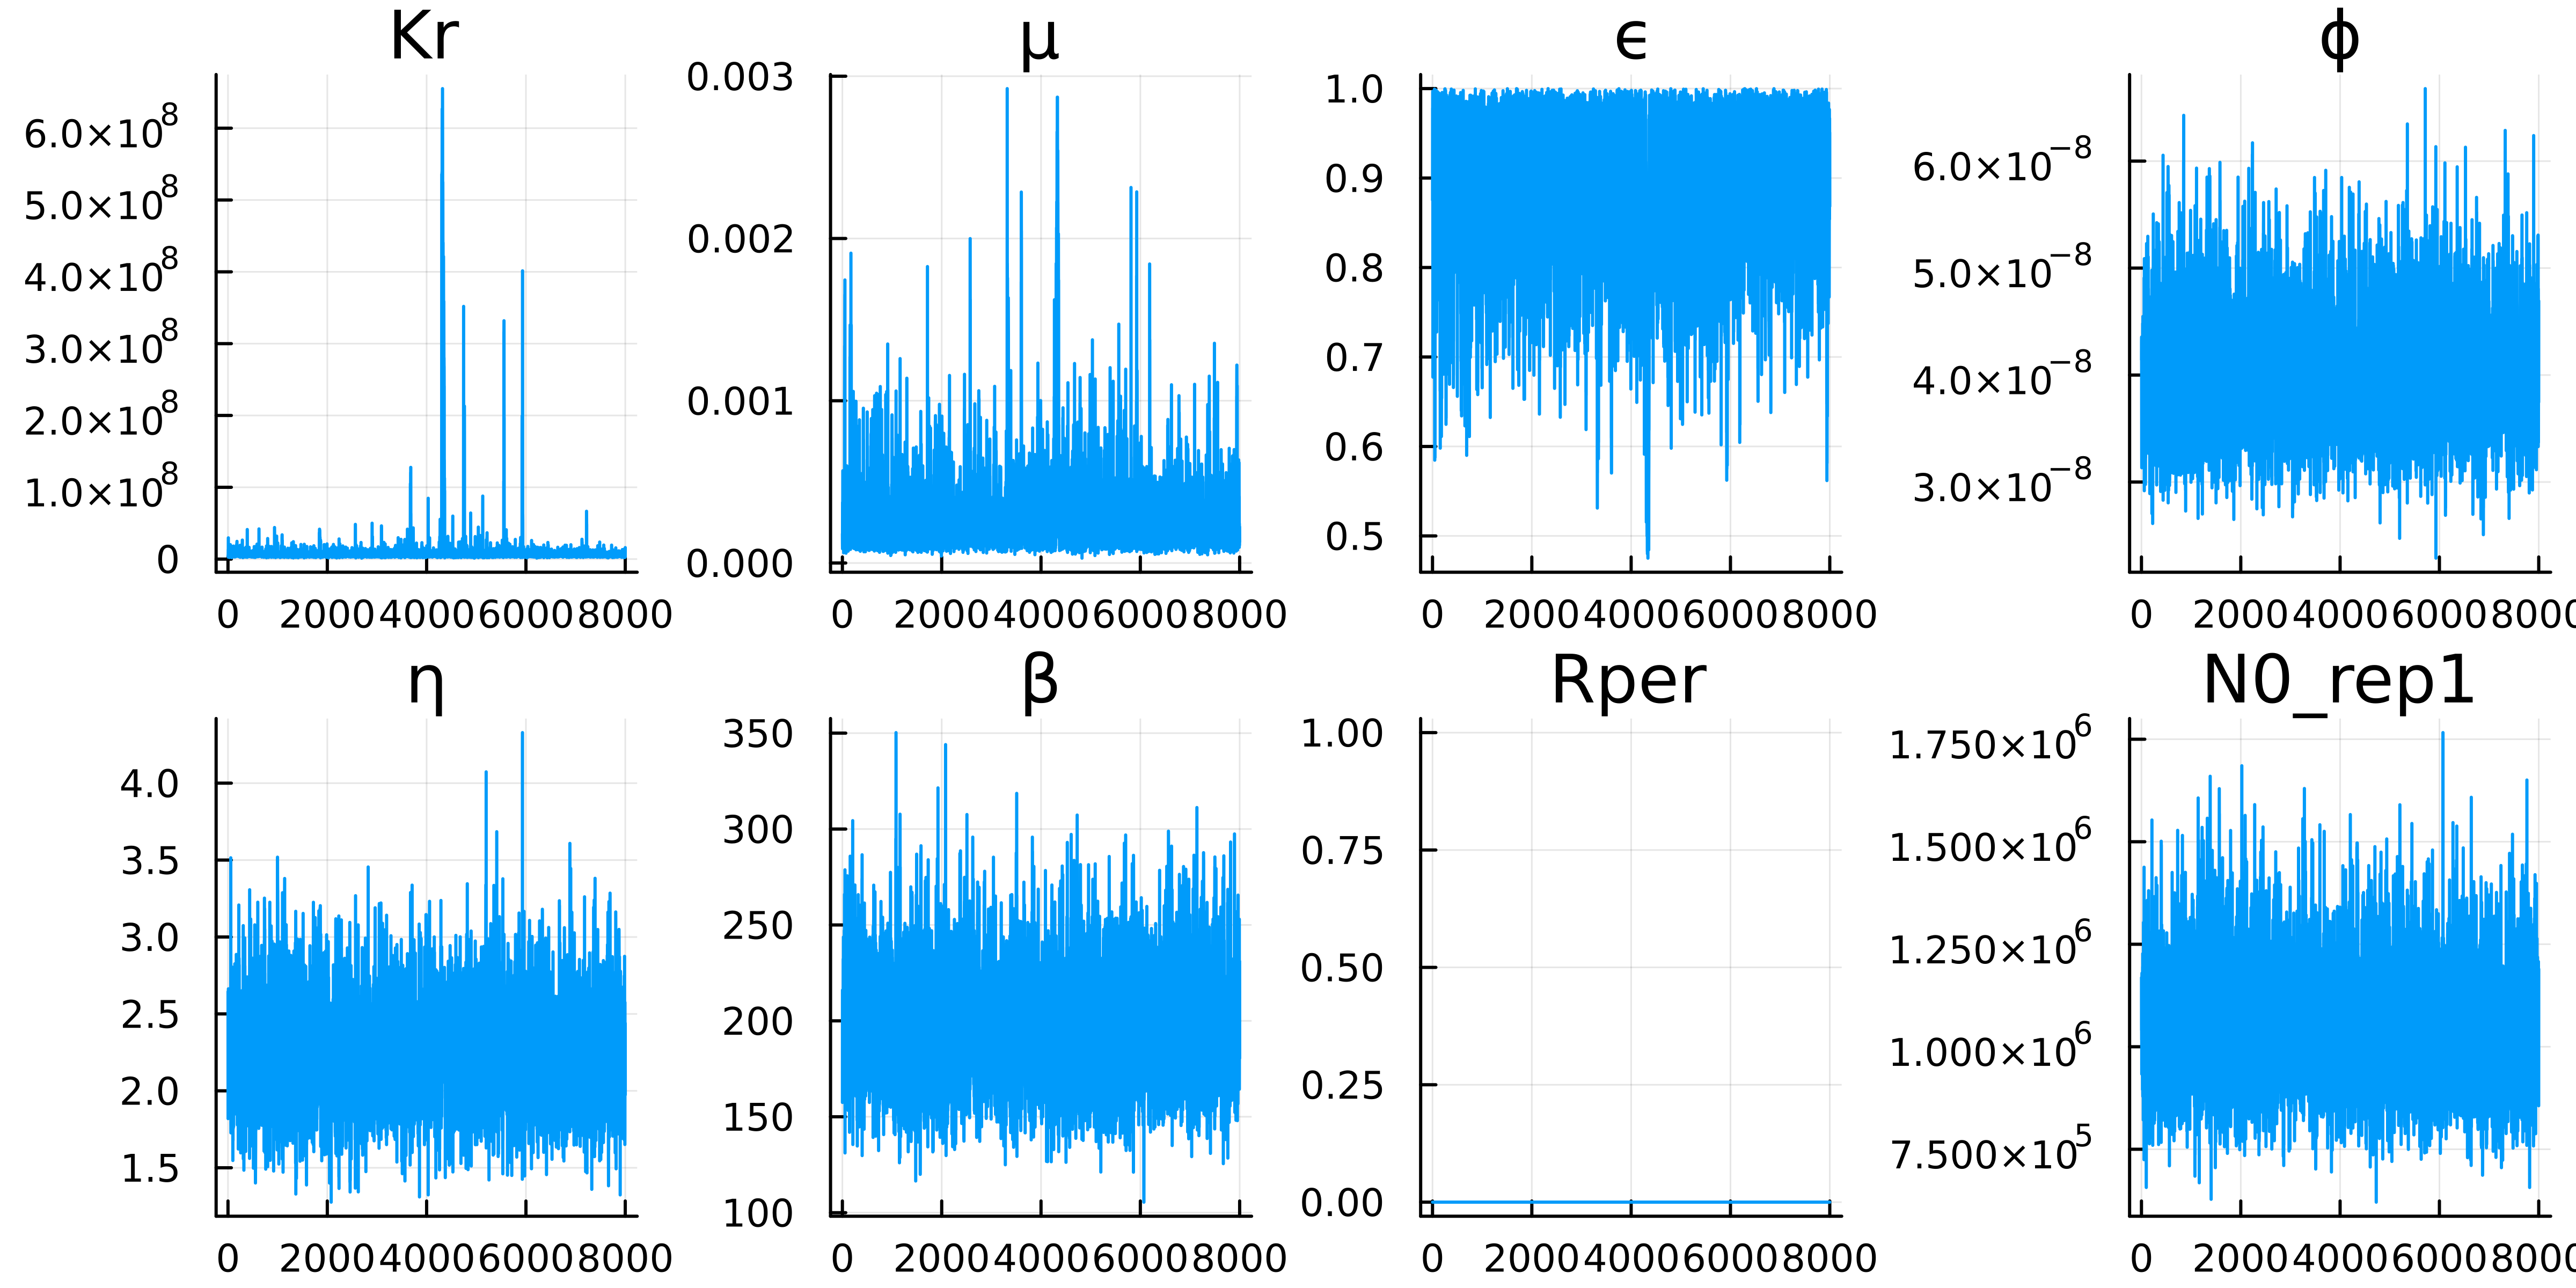 Kr
6.0×10⁸
5.0×10⁸
4.0×10⁸
3.0×10⁸
2.0×10⁸
1.0×10⁸
0
0 2000 4000 6000 8000
μ
0.003
0.002
0.001
0.000
0 2000 4000 6000 8000
ϵ
1.0
0.9
0.8
0.7
0.6
0.5
0 2000 4000 6000 8000
ϕ
6.0×10⁻⁸
5.0×10⁻⁸
4.0×10⁻⁸
3.0×10⁻⁸
0 2000 4000 6000 8000
η
4.0
3.5
3.0
2.5
2.0
1.5
0 2000 4000 6000 8000
β
350
300
250
200
150
100
0 2000 4000 6000 8000
Rper
1.00
0.75
0.50
0.25
0.00
0 2000 4000 6000 8000
N0_rep1
1.750×10⁶
1.500×10⁶
1.250×10⁶
1.000×10⁶
7.500×10⁵
0 2000 4000 6000 8000